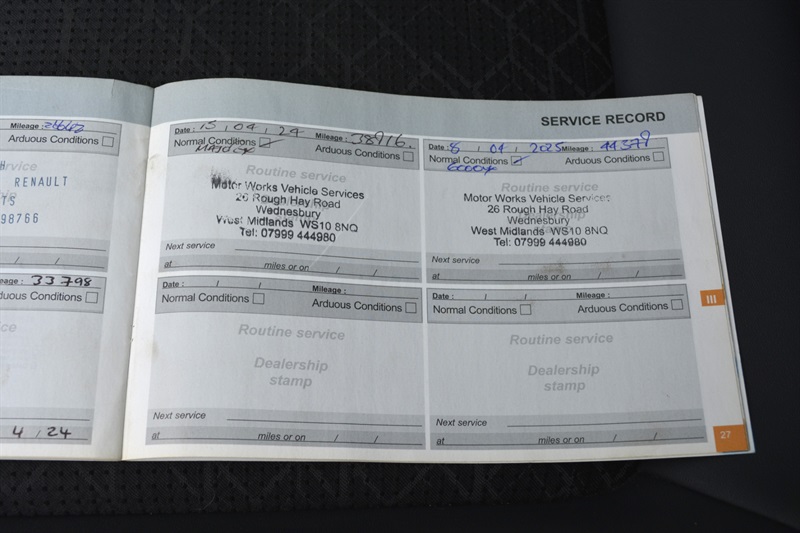 Mileage :
Arduous Conditions
RENAULT
TS
98766
eage : 33798
duous Conditions
4 / 24
SERVICE RECORD
Date : 15 / 04 / 24 Mileage : 38976.
Normal Conditions Arduous Conditions
MAJOR
Routine service
Motor Works Vehicle Services
26 Rough Hay Road
Wednesbury
West Midlands WS10 8NQ
Tel: 07999 444980
Next service
at miles or on / /
Date : 8 / 04 / 2025 Mileage : 44379
Normal Conditions Arduous Conditions
Routine service
Motor Works Vehicle Services
26 Rough Hay Road
Wednesbury
West Midlands WS10 8NQ
Tel: 07999 444980
Next service
at miles or on / /
Date : / / Mileage :
Normal Conditions Arduous Conditions
Routine service
Dealership
stamp
Next service
at miles or on / /
Date : / / Mileage :
Normal Conditions Arduous Conditions
Routine service
Dealership
stamp
Next service
at miles or on / /
III
27